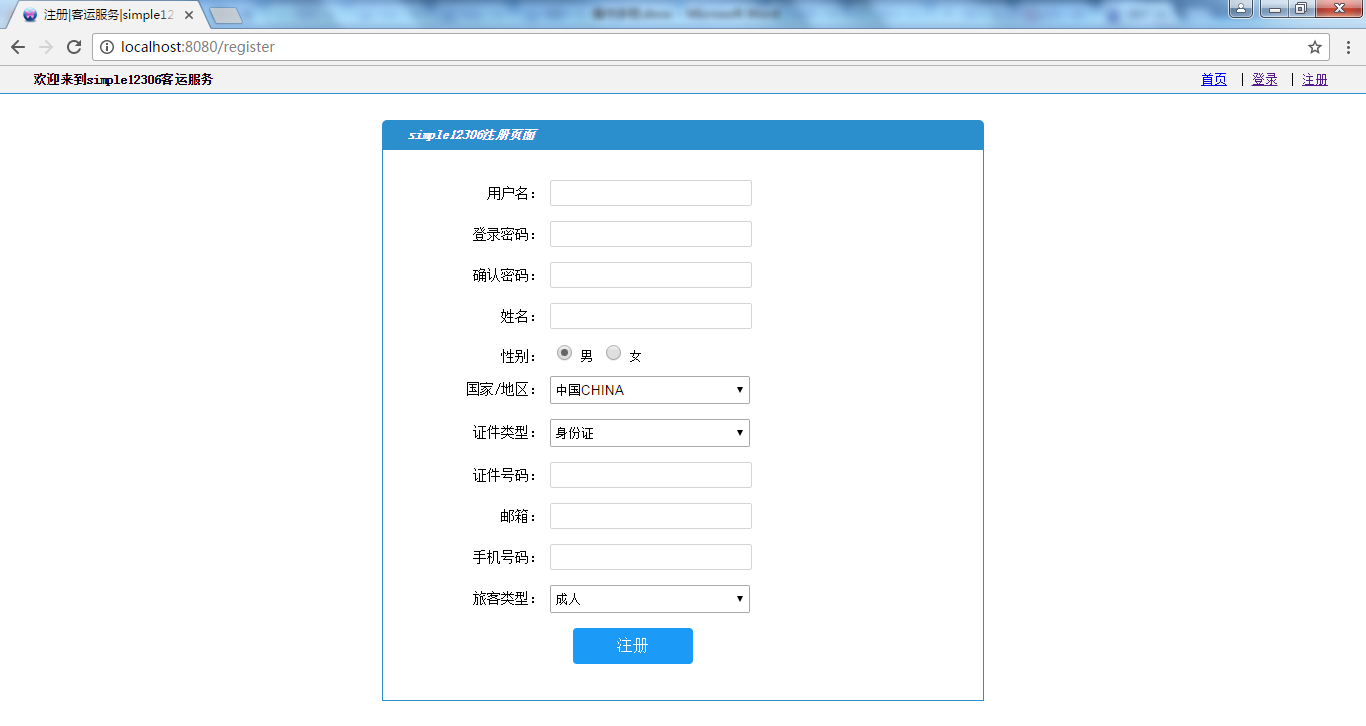 注册|客运服务|simple12
localhost:8080/register
欢迎来到simple12306客运服务
首页 | 登录 | 注册
simple12306注册页面
用户名：
登录密码：
确认密码：
姓名：
性别： 男 女
国家/地区： 中国CHINA
证件类型： 身份证
证件号码：
邮箱：
手机号码：
旅客类型： 成人
注册